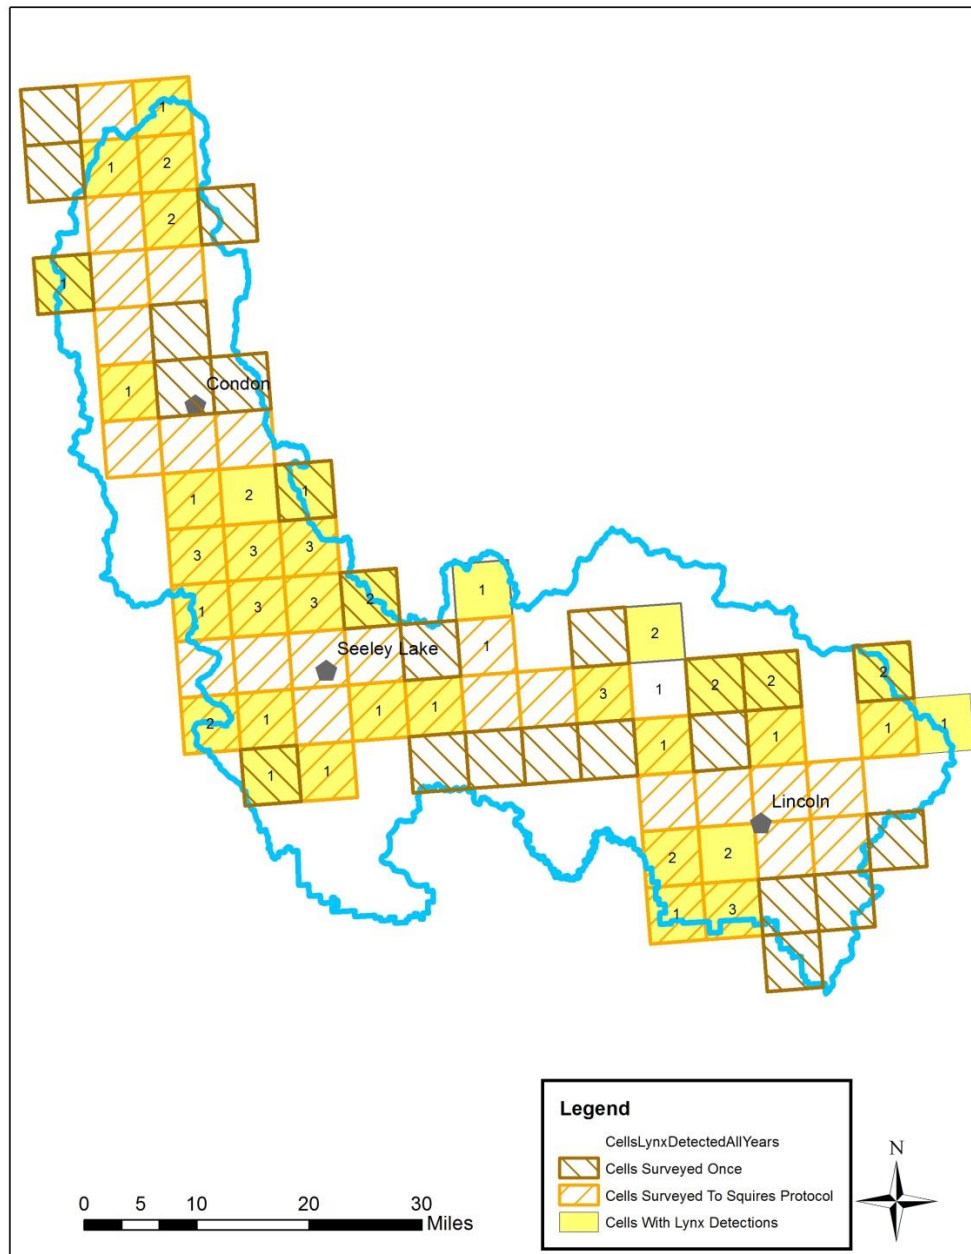 1
1 2
2
1
Condon
1
1 2 1
3 3 3
1 3 3 2 1
2
Seeley Lake 1
3 1 2 2 2
2 1 1 1
1 1 1 1
1 1
Lincoln
2 2
1 3
Legend
CellsLynxDetectedAllYears
Cells Surveyed Once
Cells Surveyed To Squires Protocol
Cells With Lynx Detections
N
0 5 10 20 30
Miles